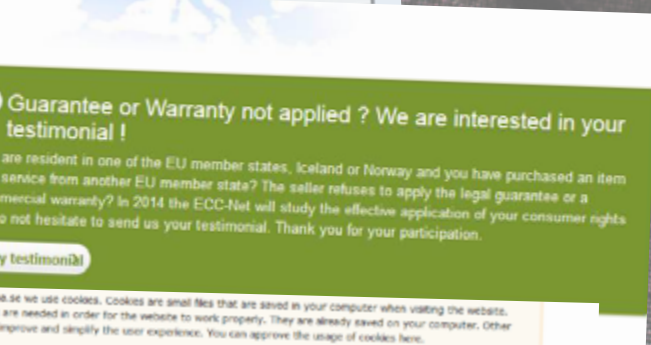 Guarantee or Warranty not applied ? We are interested in your
testimonial !
are resident in one of the EU member states, Iceland or Norway and you have purchased an item
service from another EU member state? The seller refuses to apply the legal guarantee or a
mercial warranty? In 2014 the ECC-Net will study the effective application of your consumer rights
o not hesitate to send us your testimonial. Thank you for your participation.
y testimonial
a.se we use cookies. Cookies are small files that are saved in your computer when visiting the website.
are needed in order for the website to work properly. They are already saved on your computer. Other
improve and simplify the user experience. You can approve the usage of cookies here.